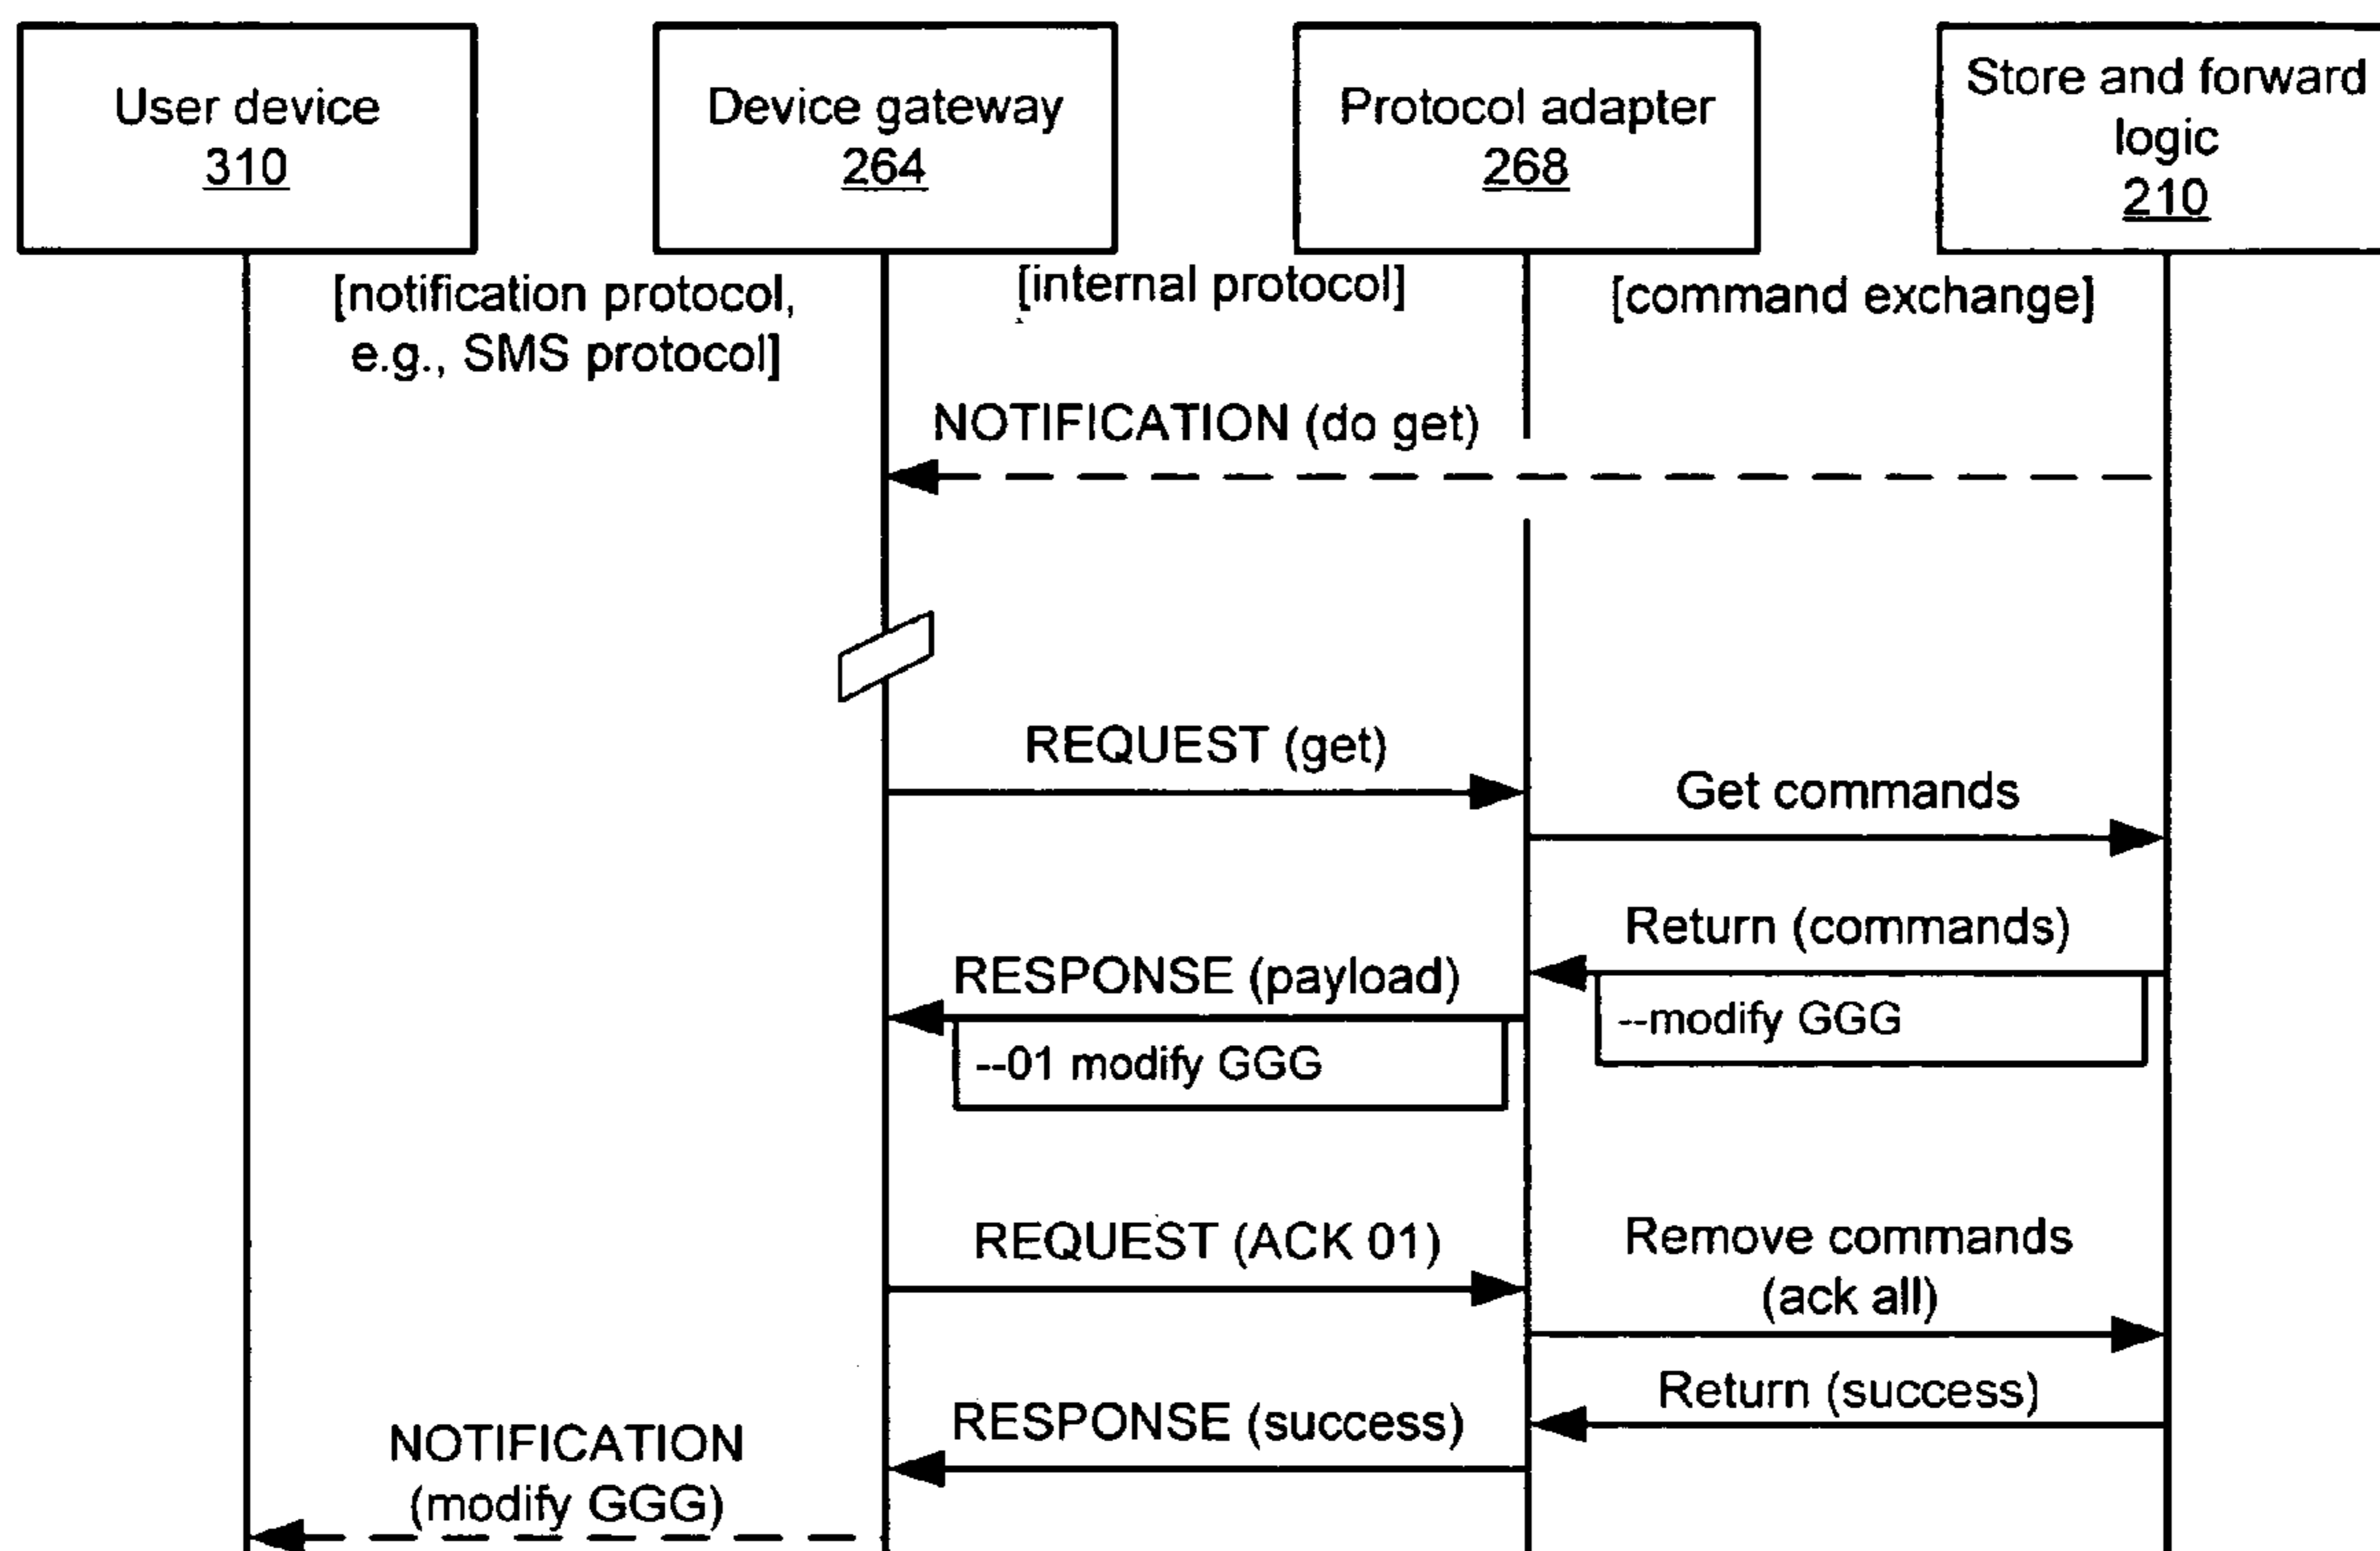 User device
310
Device gateway
264
Protocol adapter
268
Store and forward
logic
210
[notification protocol,
e.g., SMS protocol]
[internal protocol]
[command exchange]
NOTIFICATION (do get)
REQUEST (get)
Get commands
Return (commands)
--modify GGG
RESPONSE (payload)
--01 modify GGG
REQUEST (ACK 01)
Remove commands
(ack all)
Return (success)
RESPONSE (success)
NOTIFICATION
(modify GGG)